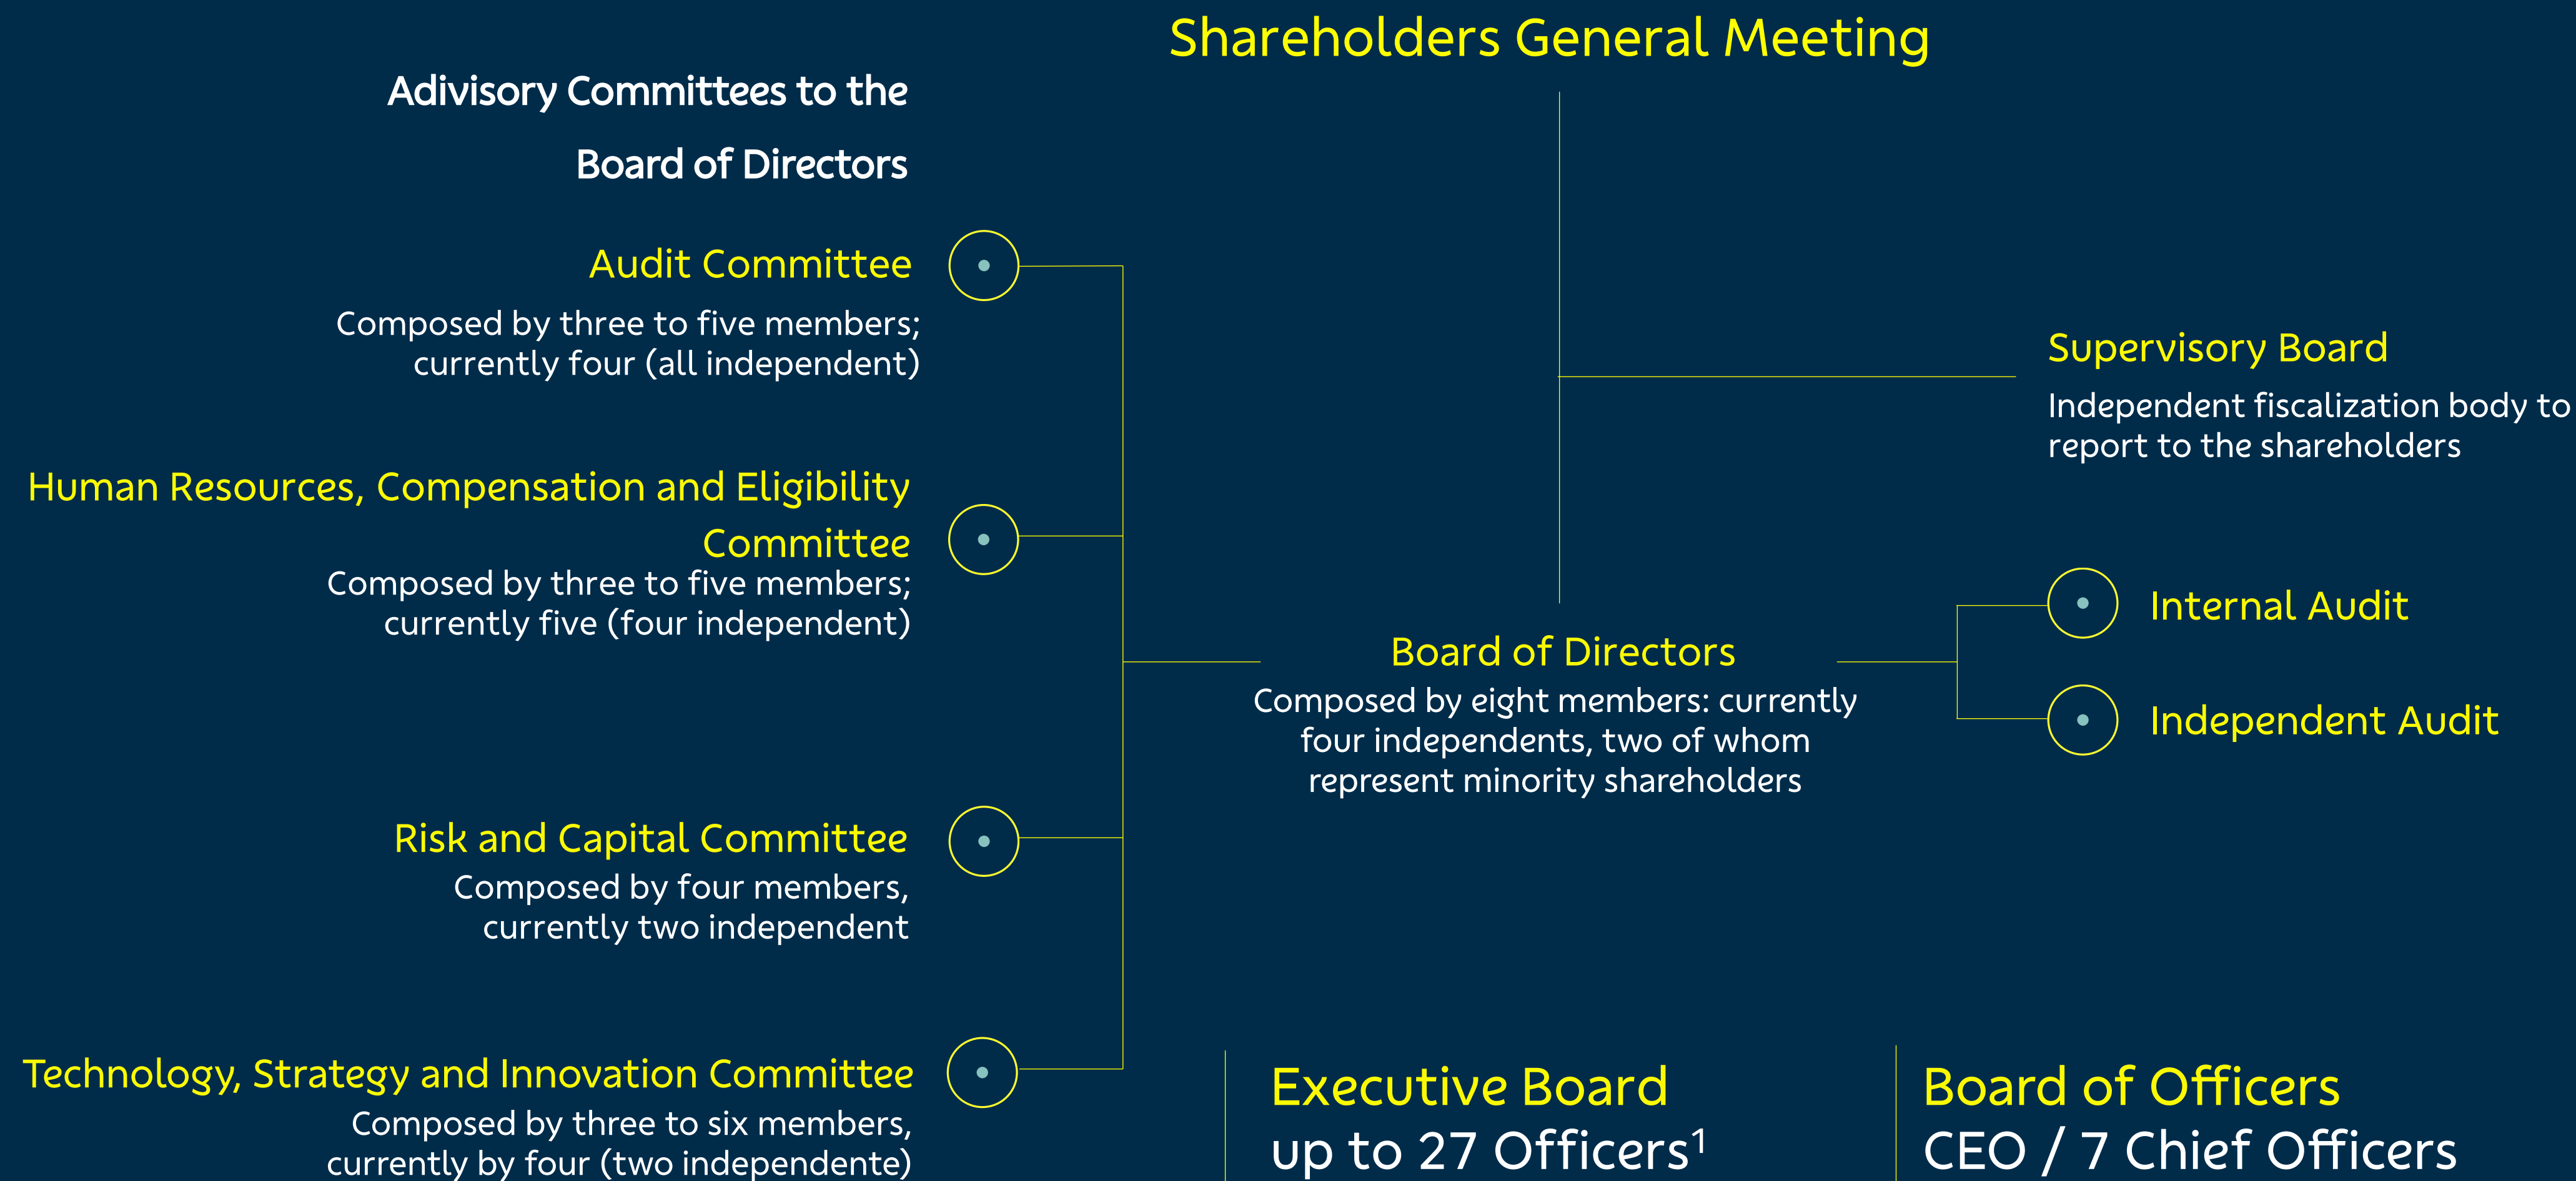 Shareholders General Meeting
Adivisory Committees to the
Board of Directors
Audit Committee
Composed by three to five members;
currently four (all independent)
Human Resources, Compensation and Eligibility
Committee
Composed by three to five members;
currently five (four independent)
Risk and Capital Committee
Composed by four members,
currently two independent
Technology, Strategy and Innovation Committee
Composed by three to six members,
currently by four (two independente)
Supervisory Board
Independent fiscalization body to
report to the shareholders
Board of Directors
Composed by eight members: currently
four independents, two of whom
represent minority shareholders
Internal Audit
Independent Audit
Executive Board
up to 27 Officers¹
Board of Officers
CEO / 7 Chief Officers